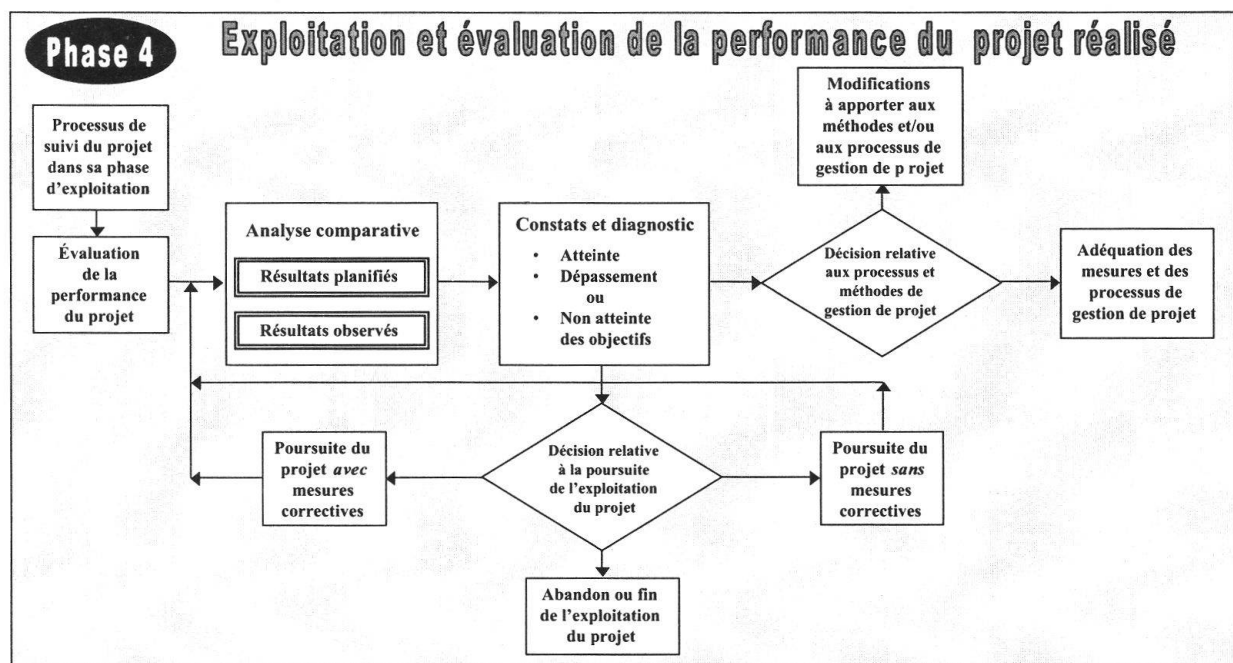 Phase 4
Exploitation et évaluation de la performance du projet réalisé
Processus de
suivi du projet
dans sa phase
d'exploitation
Évaluation
de la
performance
du projet
Analyse comparative
Résultats planifiés
Résultats observés
Constats et diagnostic
• Atteinte
• Dépassement
ou
• Non atteinte
des objectifs
Modifications
à apporter aux
méthodes et/ou
aux processus de
gestion de p rojet
Décision relative
aux processus et
méthodes de
gestion de projet
Adéquation des
mesures et des
processus de
gestion de projet
Poursuite du
projet avec
mesures
correctives
Décision relative
à la poursuite
de l'exploitation
du projet
Poursuite du
projet sans
mesures
correctives
Abandon ou fin
de l'exploitation
du projet